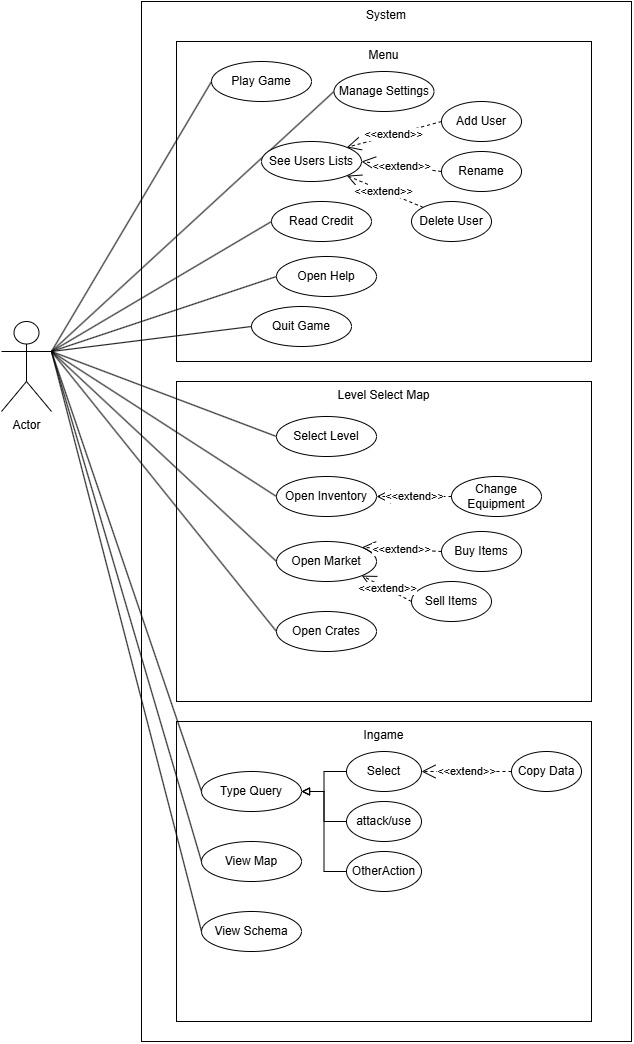 System
Menu
Play Game
Manage Settings
Add User
<<extend>>
See Users Lists
<<extend>>
Rename
<<extend>>
Read Credit
Delete User
Open Help
Quit Game
Actor
Level Select Map
Select Level
Open Inventory
<<extend>>
Change
Equipment
Open Market
<<extend>>
Buy Items
<<extend>>
Sell Items
Open Crates
Ingame
Type Query
Select
<<extend>>
Copy Data
attack/use
View Map
OtherAction
View Schema